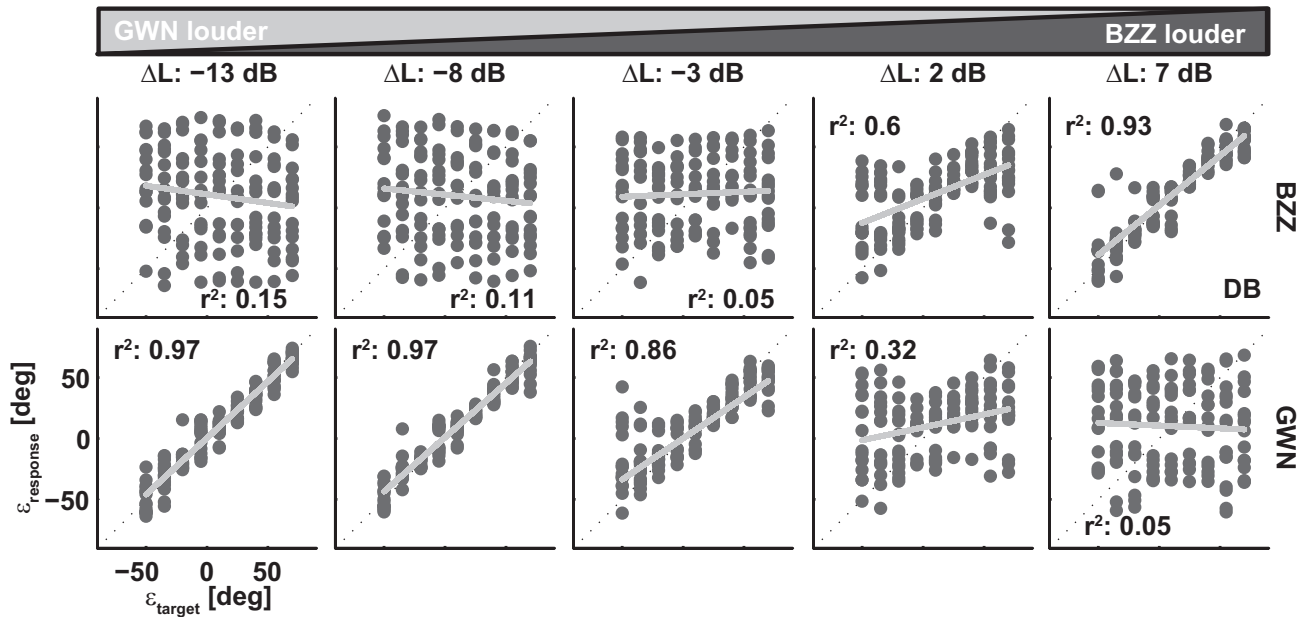 GWN louder BZZ louder
ΔL: −13 dB ΔL: −8 dB ΔL: −3 dB ΔL: 2 dB ΔL: 7 dB
r²: 0.15 r²: 0.11 r²: 0.05 r²: 0.6 r²: 0.93
BZZ
DB
r²: 0.97 r²: 0.97 r²: 0.86 r²: 0.32 r²: 0.05
GWN
εresponse [deg]
50
0
−50
−50 0 50
εtarget [deg]